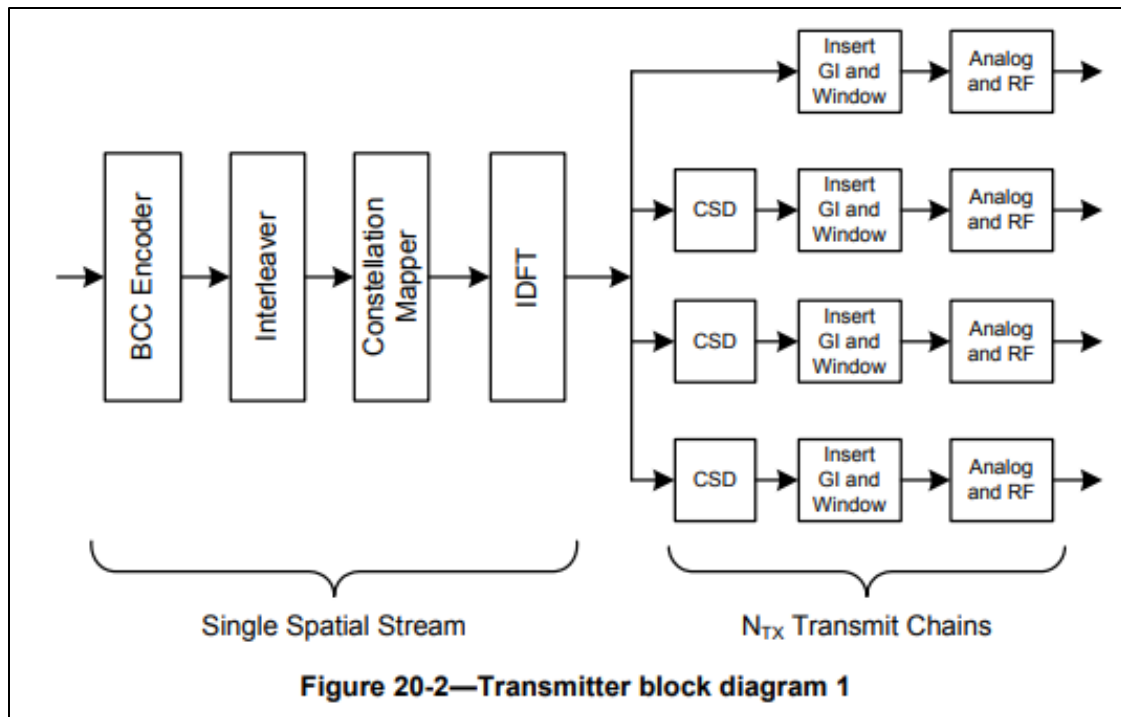 Insert
GI and
Window
Analog
and RF
BCC Encoder
Interleaver
Constellation
Mapper
IDFT
CSD
Insert
GI and
Window
Analog
and RF
CSD
Insert
GI and
Window
Analog
and RF
CSD
Insert
GI and
Window
Analog
and RF
Single Spatial Stream
NTX Transmit Chains
Figure 20-2—Transmitter block diagram 1